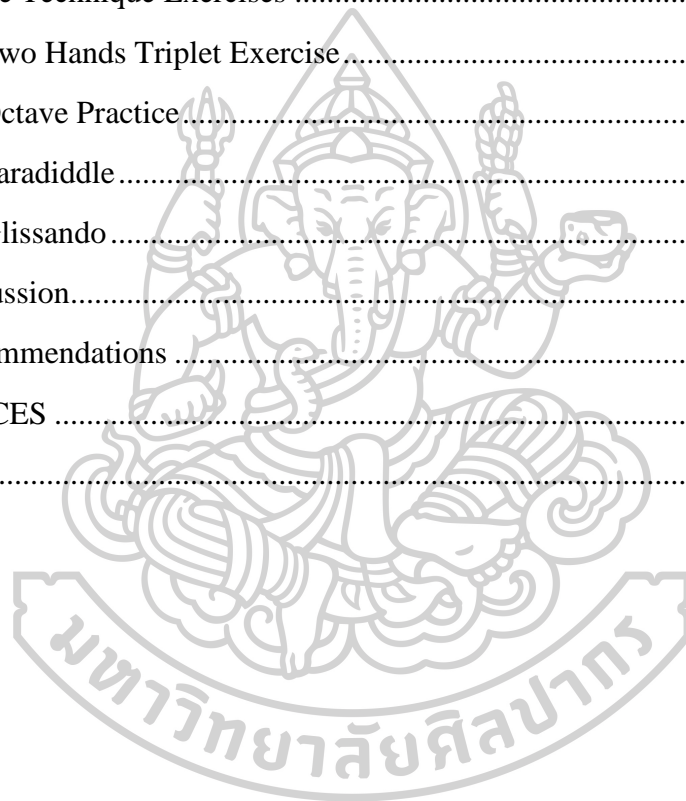 e Technique Exercises
wo Hands Triplet Exercise
ctave Practice
aradiddle
lissando
ussion
mmendations
CES
มหาวิทยาลัยศิลปากร